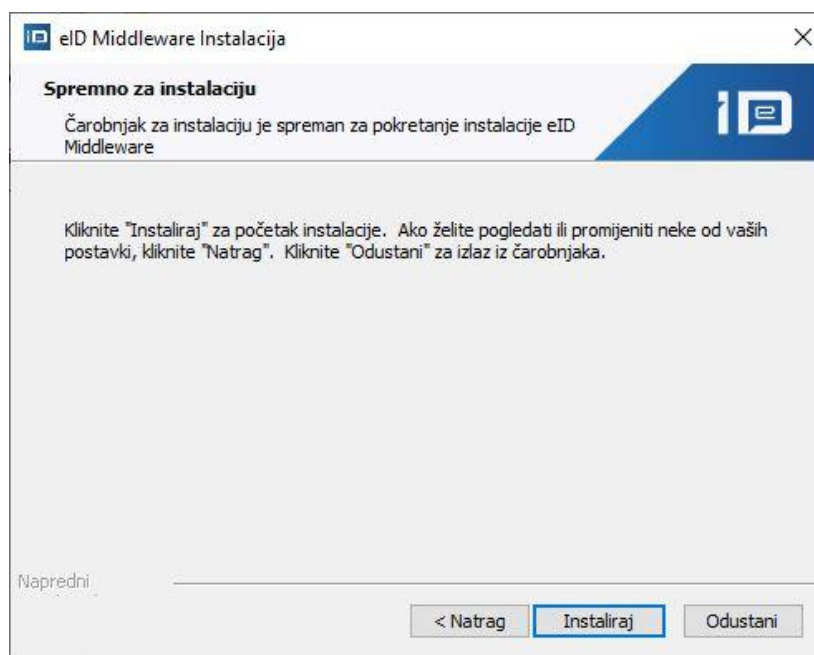 iD eID Middleware Instalacija
Spremno za instalaciju
Čarobnjak za instalaciju je spreman za pokretanje instalacije eID
Middleware
iD e
Kliknite "Instaliraj" za početak instalacije. Ako želite pogledati ili promijeniti neke od vaših
postavki, kliknite "Natrag". Kliknite "Odustani" za izlaz iz čarobnjaka.
Napredni
< Natrag Instaliraj Odustani